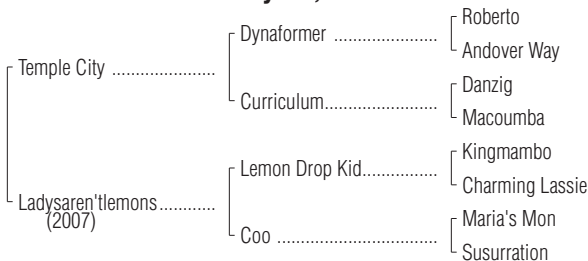 Roberto
Dynaformer ....................
Andover Way
Temple City ....................
Danzig
Curriculum......................
Macoumba
Kingmambo
Lemon Drop Kid...............
Charming Lassie
Ladysaren'tlemons...........
(2007)
Maria's Mon
Coo ................................
Susurration